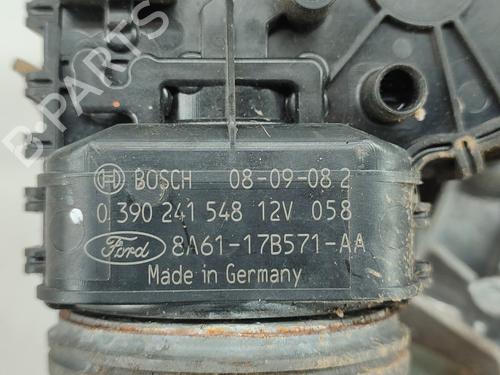 B-PARTS
BOSCH 08-09-08 2
0 390 241 548 12V 058
Ford 8A61-17B571-AA
Made in Germany